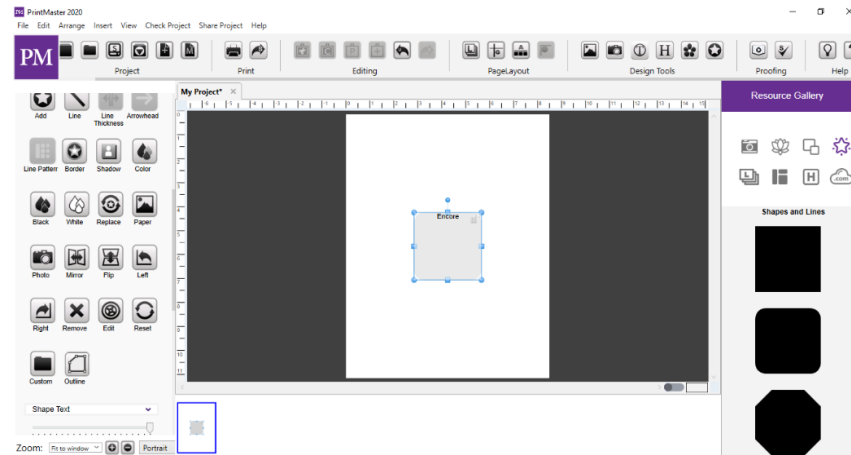 PM PrintMaster 2020
File Edit Arrange Insert View Check Project Share Project Help
PM
Project Print Editing PageLayout Design Tools Proofing Help
My Project*
Resource Gallery
Add Line Line Thickness Arrowhead
Line Pattern Border Shadow Color
Black White Replace Paper
Photo Mirror Flip Left
Right Remove Edit Reset
Custom Outline
Shape Text
Encore
Shapes and Lines
.com
Zoom: Fit to window Portrait